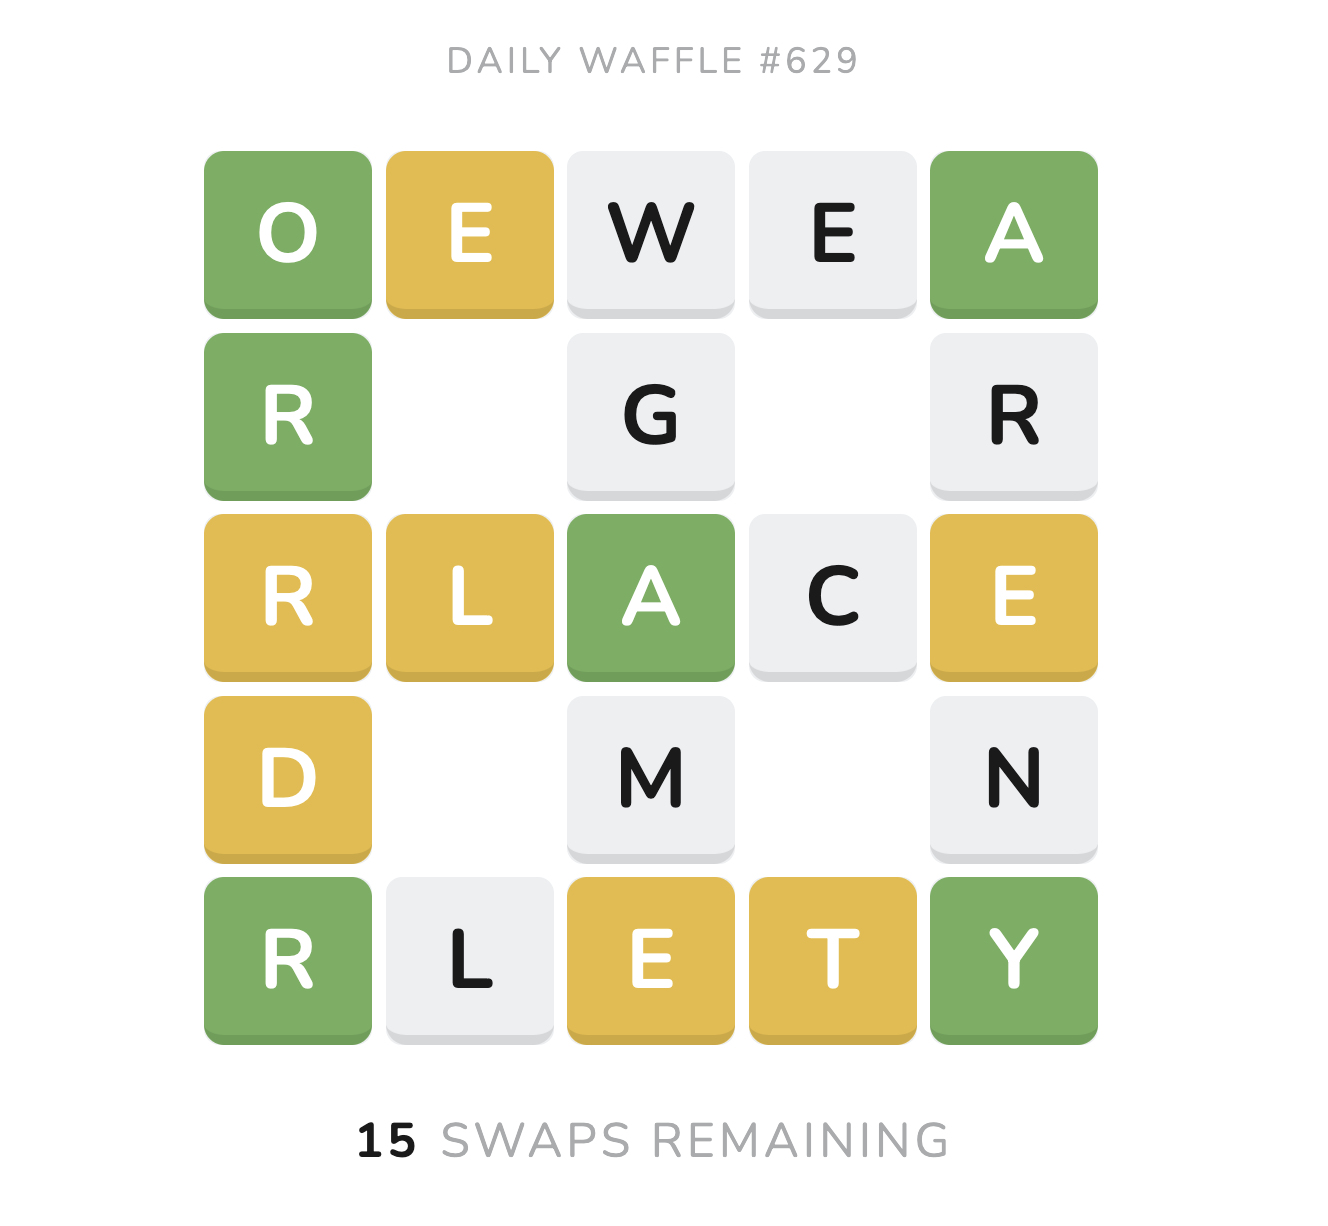 DAILY WAFFLE #629
O E W E A
R G R
R L A C E
D M N
R L E T Y
15 SWAPS REMAINING